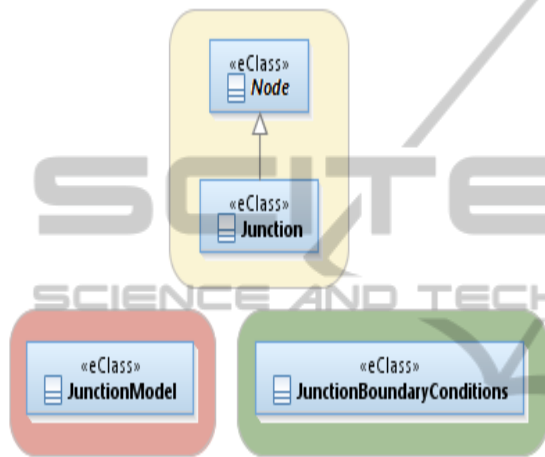 «eClass»
Node
«eClass»
Junction
SCITE
SCIENCE AND TECH
«eClass»
JunctionModel
«eClass»
JunctionBoundaryConditions